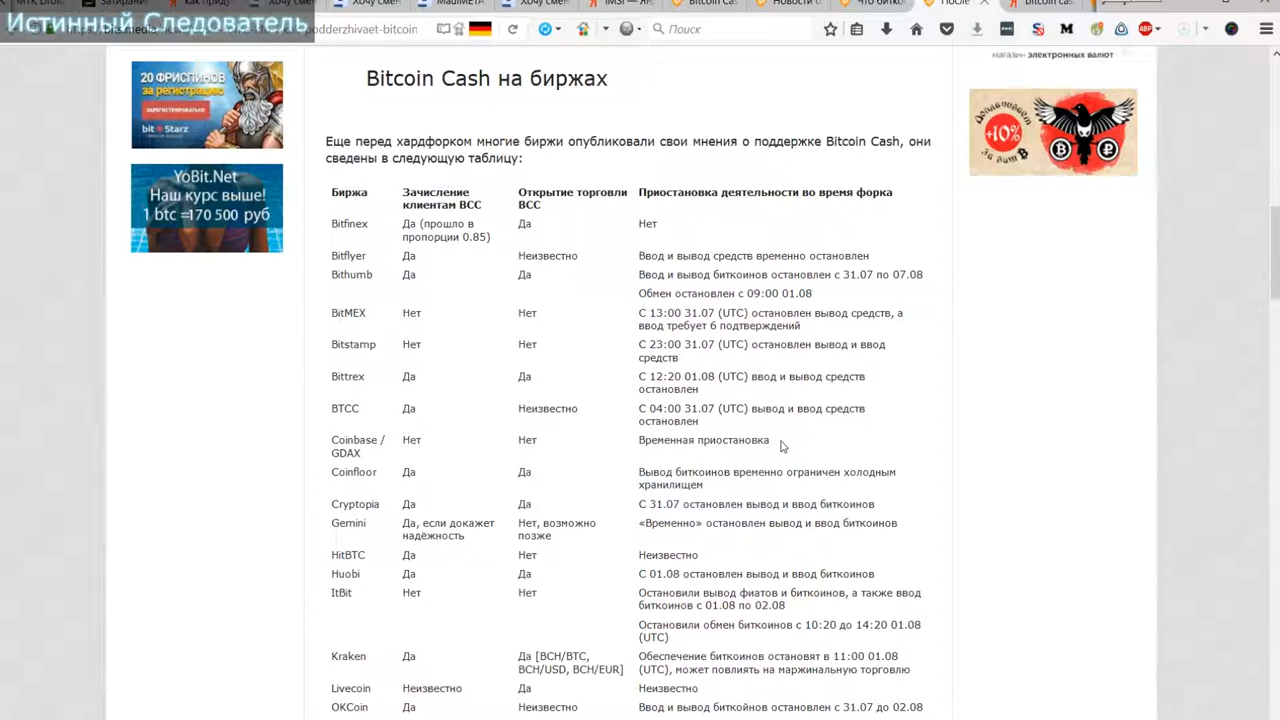 Истинный Следователь
Поиск
магазин электронных валют
20 ФРИСПИНОВ
за регистрацию
ЗАРЕГИСТРИРОВАТЬСЯ
bit Starz
YoBit.Net
Наш курс выше!
1 btc =170 500 руб
+10%
Bitcoin Cash на биржах
Еще перед хардфорком многие биржи опубликовали свои мнения о поддержке Bitcoin Cash, они
сведены в следующую таблицу:
Биржа Зачисление клиентам BCC Открытие торговли BCC Приостановка деятельности во время форка
Bitfinex Да (прошло в пропорции 0.85) Да Нет
Bitflyer Да Неизвестно Ввод и вывод средств временно остановлен
Bithumb Да Да Ввод и вывод биткоинов остановлен с 31.07 по 07.08
Обмен остановлен с 09:00 01.08
BitMEX Нет Нет С 13:00 31.07 (UTC) остановлен вывод средств, а
ввод требует 6 подтверждений
Bitstamp Нет Нет С 23:00 31.07 (UTC) остановлен вывод и ввод
средств
Bittrex Да Да С 12:20 01.08 (UTC) ввод и вывод средств
остановлен
BTCC Да Неизвестно С 04:00 31.07 (UTC) вывод и ввод средств
остановлен
Coinbase / GDAX Нет Нет Временная приостановка
Coinfloor Да Да Вывод биткоинов временно ограничен холодным
хранилищем
Cryptopia Да Да С 31.07 остановлен вывод и ввод биткоинов
Gemini Да, если докажет надёжность Нет, возможно позже «Временно» остановлен вывод и ввод биткоинов
HitBTC Да Нет Неизвестно
Huobi Да Да С 01.08 остановлен вывод и ввод биткоинов
ItBit Нет Нет Остановили вывод фиатов и биткоинов, а также ввод
биткоинов с 01.08 по 02.08
Остановили обмен биткоинов с 10:20 до 14:20 01.08
(UTC)
Kraken Да Да [BCH/BTC, BCH/USD, BCH/EUR] Обеспечение биткоинов остановят в 11:00 01.08
(UTC), может повлиять на маржинальную торговлю
Livecoin Неизвестно Да Неизвестно
OKCoin Да Неизвестно Ввод и вывод биткойнов остановлен с 31.07 до 02.08